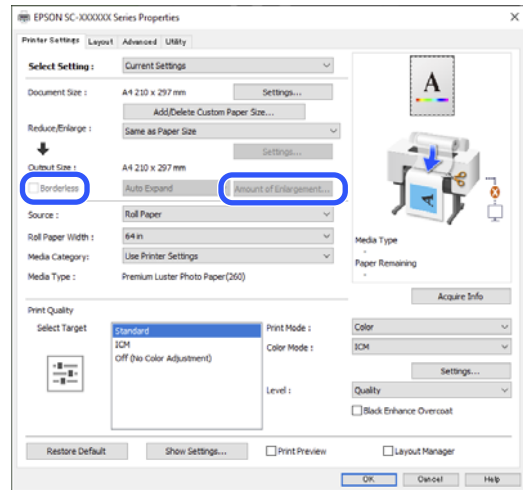 EPSON SC-XXXXXX Series Properties
Printer Settings Layout Advanced Utility
Select Setting : Current Settings
Document Size : A4 210 x 297 mm Settings...
Add/Delete Custom Paper Size...
Reduce/Enlarge : Same as Paper Size
Settings...
Output Size : A4 210 x 297 mm
Borderless Auto Expand Amount of Enlargement...
Source : Roll Paper
Roll Paper Width : 64 in
Media Category: Use Printer Settings
Media Type : Premium Luster Photo Paper(260)
A
A
Media Type
-
Paper Remaining
-
Acquire Info
Print Quality
Select Target
Standard
ICM
Off (No Color Adjustment)
Print Mode : Color
Color Mode : ICM
Settings...
Level : Quality
Black Enhance Overcoat
Restore Default Show Settings... Print Preview Layout Manager
OK Cancel Help